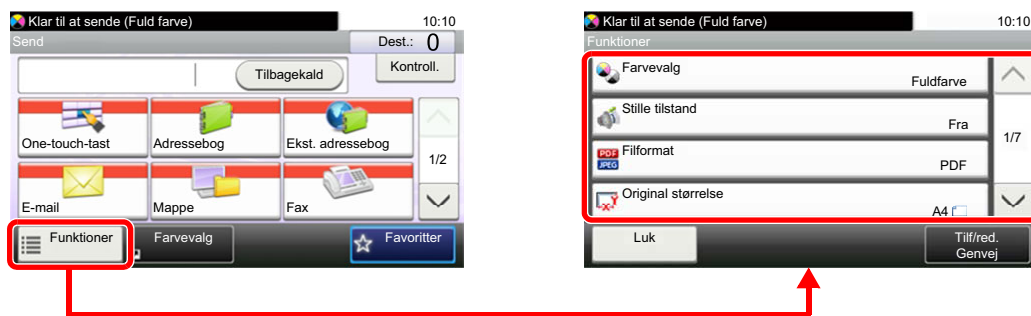 Klar til at sende (Fuld farve) 10:10
Send Dest.: 0
Tilbagekald Kontroll.
One-touch-tast Adressebog Ekst. adressebog
1/2
E-mail Mappe Fax
Funktioner Farvevalg Favoritter
Klar til at sende (Fuld farve) 10:10
Funktioner
Farvevalg
Fuldfarve
Stille tilstand
Fra
1/7
PDF
JPEG
Filformat
PDF
Original størrelse
A4
Luk Tilf/red.
Genvej